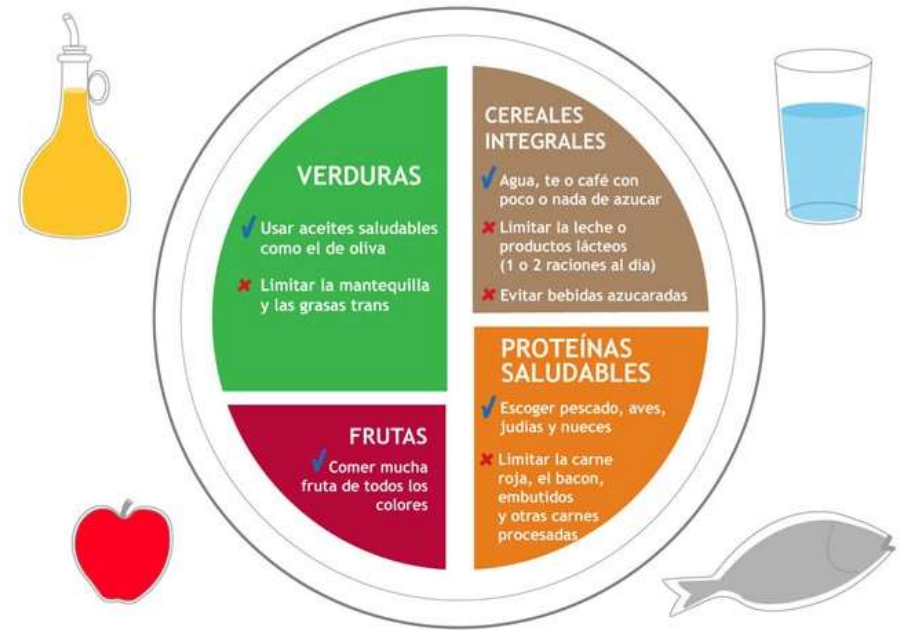 VERDURAS
✓ Usar aceites saludables
como el de oliva
✗ Limitar la mantequilla
y las grasas trans
CEREALES
INTEGRALES
✓ Agua, te o café con
poco o nada de azucar
✗ Limitar la leche o
productos lácteos
(1 o 2 raciones al día)
✗ Evitar bebidas azucaradas
FRUTAS
✓ Comer mucha
fruta de todos los
colores
PROTEÍNAS
SALUDABLES
✓ Escoger pescado, aves,
judías y nueces
✗ Limitar la carne
roja, el bacon,
embutidos
y otras carnes
procesadas